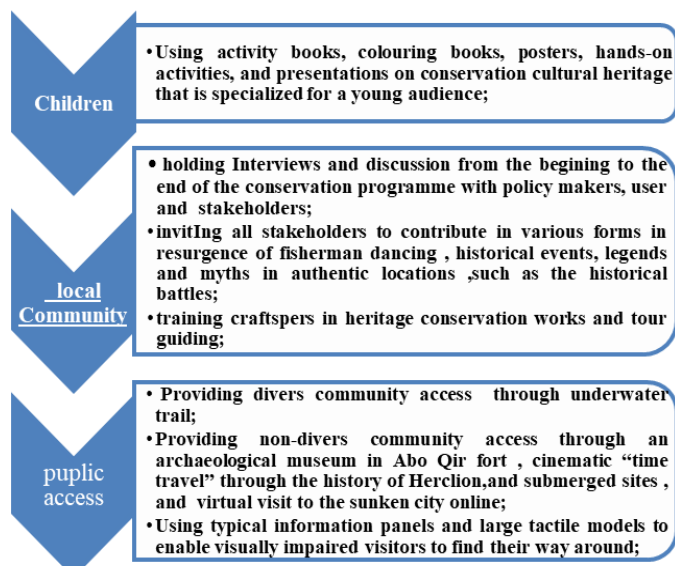 Children
•Using activity books, colouring books, posters, hands-on
activities, and presentations on conservation cultural heritage
that is specialized for a young audience;
local
Community
• holding Interviews and discussion from the begining to the
end of the conservation programme with policy makers, user
and stakeholders;
•invitIng all stakeholders to contribute in various forms in
resurgence of fisherman dancing , historical events, legends
and myths in authentic locations ,such as the historical
battles;
•training craftspers in heritage conservation works and tour
guiding;
puplic
access
• Providing divers community access through underwater
trail;
•Providing non-divers community access through an
archaeological museum in Abo Qir fort , cinematic “time
travel” through the history of Herclion,and submerged sites ,
and virtual visit to the sunken city online;
•Using typical information panels and large tactile models to
enable visually impaired visitors to find their way around;